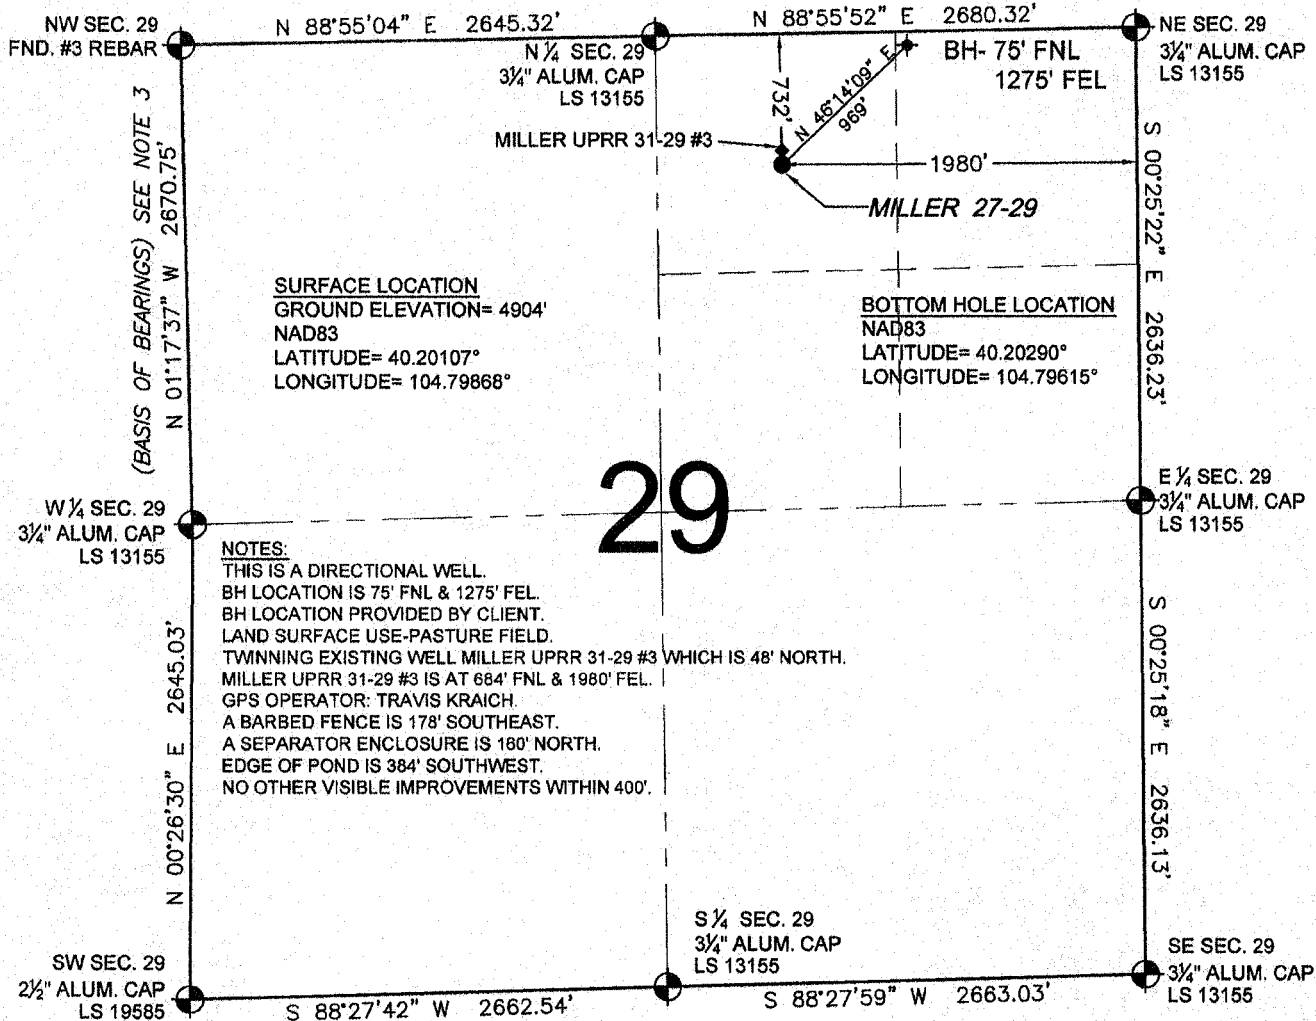 NW SEC. 29
FND. #3 REBAR
N 88°55'04" E 2645.32'
N ¼ SEC. 29
3¼" ALUM. CAP
LS 13155
N 88°55'52" E 2680.32'
NE SEC. 29
3¼" ALUM. CAP
LS 13155
BH- 75' FNL
1275' FEL
732'
N 46°14'09" E
969'
MILLER UPRR 31-29 #3
1980'
MILLER 27-29
(BASIS OF BEARINGS) SEE NOTE 3
N 01°17'37" W 2670.75'
S 00°25'22" E 2636.23'
SURFACE LOCATION
GROUND ELEVATION= 4904'
NAD83
LATITUDE= 40.20107°
LONGITUDE= 104.79868°
BOTTOM HOLE LOCATION
NAD83
LATITUDE= 40.20290°
LONGITUDE= 104.79615°
29
W ¼ SEC. 29
3¼" ALUM. CAP
LS 13155
E ¼ SEC. 29
3¼" ALUM. CAP
LS 13155
NOTES:
THIS IS A DIRECTIONAL WELL.
BH LOCATION IS 75' FNL & 1275' FEL.
BH LOCATION PROVIDED BY CLIENT.
LAND SURFACE USE-PASTURE FIELD.
TWINNING EXISTING WELL MILLER UPRR 31-29 #3 WHICH IS 48' NORTH.
MILLER UPRR 31-29 #3 IS AT 684' FNL & 1980' FEL.
GPS OPERATOR: TRAVIS KRAICH.
A BARBED FENCE IS 178' SOUTHEAST.
A SEPARATOR ENCLOSURE IS 160' NORTH.
EDGE OF POND IS 384' SOUTHWEST.
NO OTHER VISIBLE IMPROVEMENTS WITHIN 400'.
N 00°26'30" E 2645.03'
S 00°25'18" E 2636.13'
SW SEC. 29
2½" ALUM. CAP
LS 19585
S 88°27'42" W 2662.54'
S ¼ SEC. 29
3¼" ALUM. CAP
LS 13155
S 88°27'59" W 2663.03'
SE SEC. 29
3¼" ALUM. CAP
LS 13155